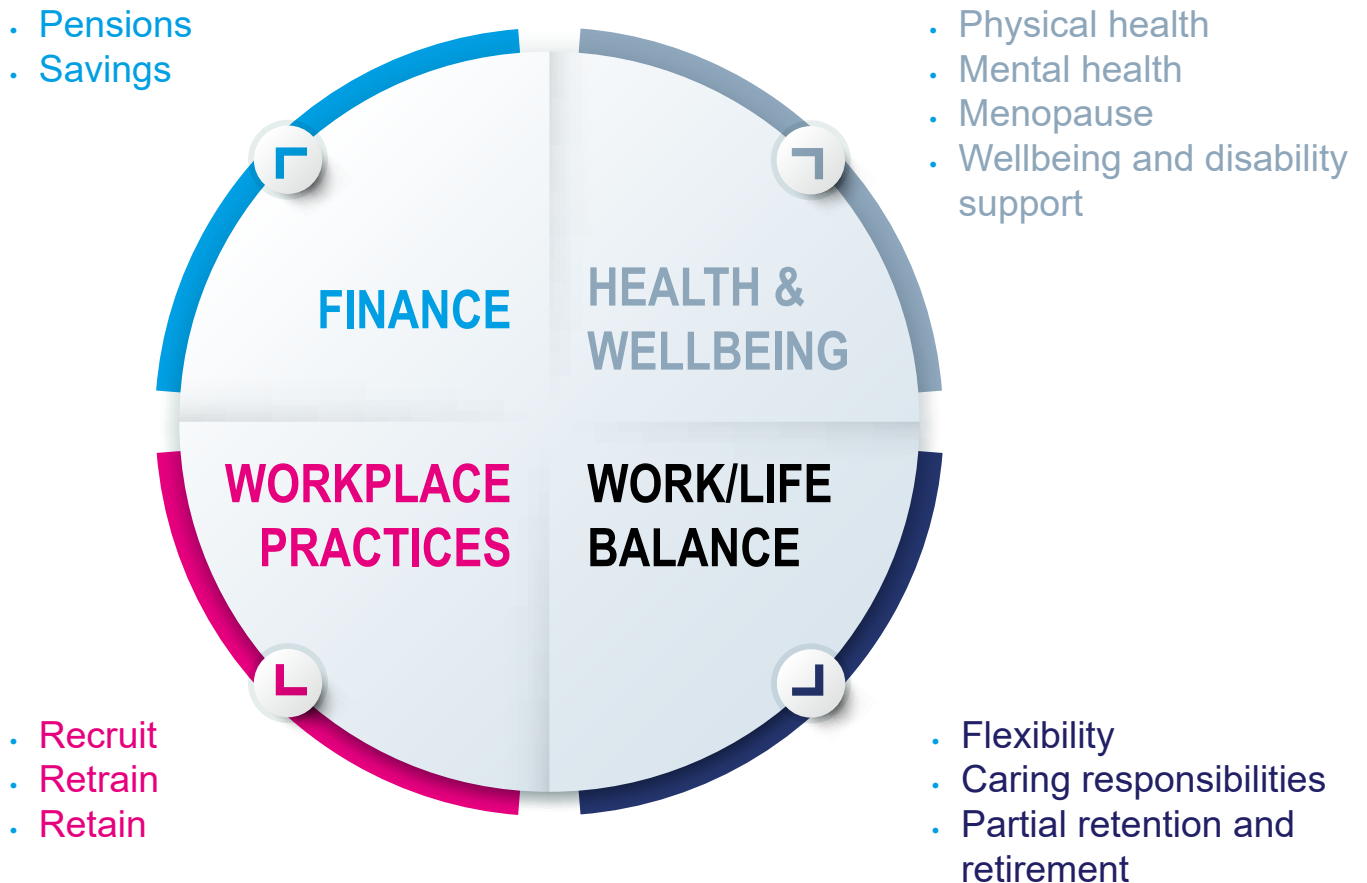 • Pensions
• Savings
• Physical health
• Mental health
• Menopause
• Wellbeing and disability
support
FINANCE
HEALTH &
WELLBEING
WORKPLACE
PRACTICES
WORK/LIFE
BALANCE
• Recruit
• Retrain
• Retain
• Flexibility
• Caring responsibilities
• Partial retention and
retirement